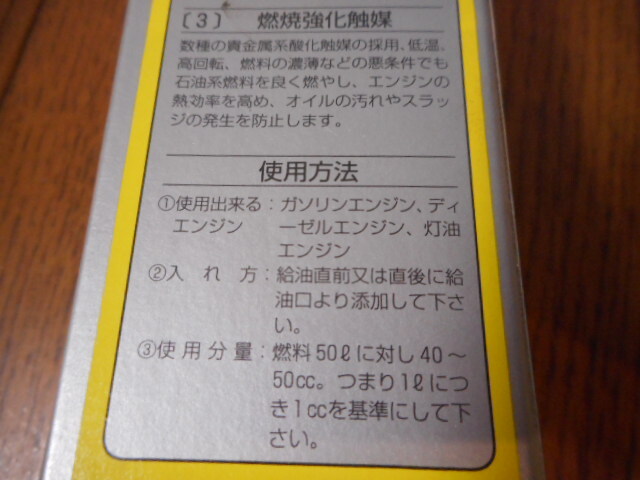 〔3〕 燃焼強化触媒
数種の貴金属系酸化触媒の採用、低温、
高回転、燃料の濃薄などの悪条件でも
石油系燃料を良く燃やし、エンジンの
熱効率を高め、オイルの汚れやスラッ
ジの発生を防止します。
使用方法
①使用出来る：ガソリンエンジン、ディ
エンジン ーゼルエンジン、灯油
エンジン
②入れ方：給油直前又は直後に給
油口より添加して下さ
い。
③使用分量：燃料50ℓに対し40～
50cc。つまり1ℓにつ
き1ccを基準にして下
さい。